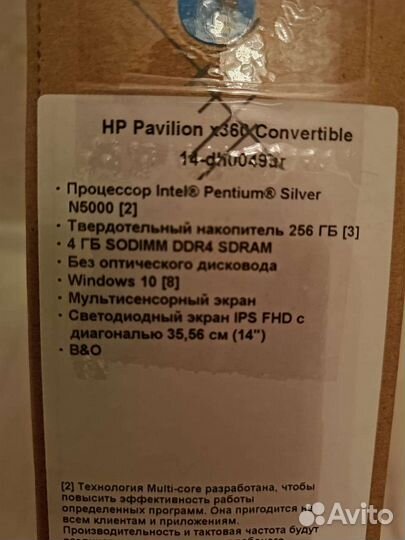 HP Pavilion x360 Convertible
14-dh0049ur
• Процессор Intel® Pentium® Silver
N5000 [2]
• Твердотельный накопитель 256 ГБ [3]
• 4 ГБ SODIMM DDR4 SDRAM
• Без оптического дисковода
• Windows 10 [8]
• Мультисенсорный экран
• Светодиодный экран IPS FHD с
диагональю 35,56 см (14")
• B&O
[2] Технология Multi-core разработана, чтобы
повысить эффективность работы
определенных программ. Она пригодится на
всем клиентам и приложениям.
Производительность и тактовая частота будут
Avito